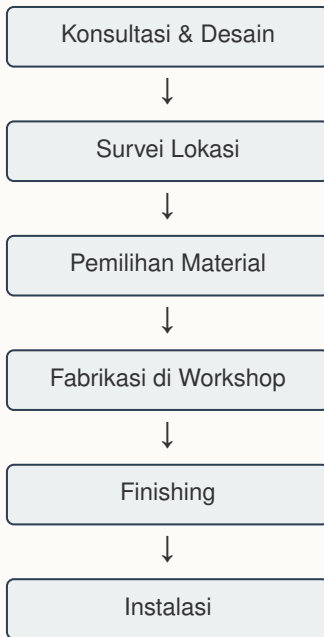 Konsultasi & Desain
↓
Survei Lokasi
↓
Pemilihan Material
↓
Fabrikasi di Workshop
↓
Finishing
↓
Instalasi